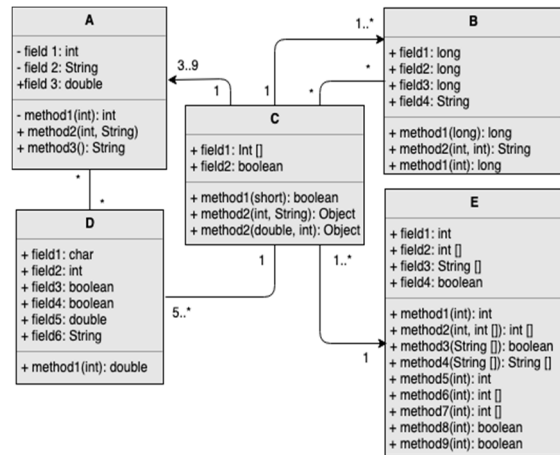 A
- field 1: int
- field 2: String
+field 3: double
- method1(int): int
+ method2(int, String)
+ method3(): String
3..9
1
1
1..*
*
*
B
+ field1: long
+ field2: long
+ field3: long
+ field4: String
+ method1(long): long
+ method2(int, int): String
+ method1(int): long
C
+ field1: Int []
+ field2: boolean
+ method1(short): boolean
+ method2(int, String): Object
+ method2(double, int): Object
*
*
D
+ field1: char
+ field2: int
+ field3: boolean
+ field4: boolean
+ field5: double
+ field6: String
+ method1(int): double
1
5..*
1..*
1
E
+ field1: int
+ field2: int []
+ field3: String []
+ field4: boolean
+ method1(int): int
+ method2(int, int []): int []
+ method3(String []): boolean
+ method4(String []): String []
+ method5(int): int
+ method6(int): int []
+ method7(int): int []
+ method8(int): boolean
+ method9(int): boolean